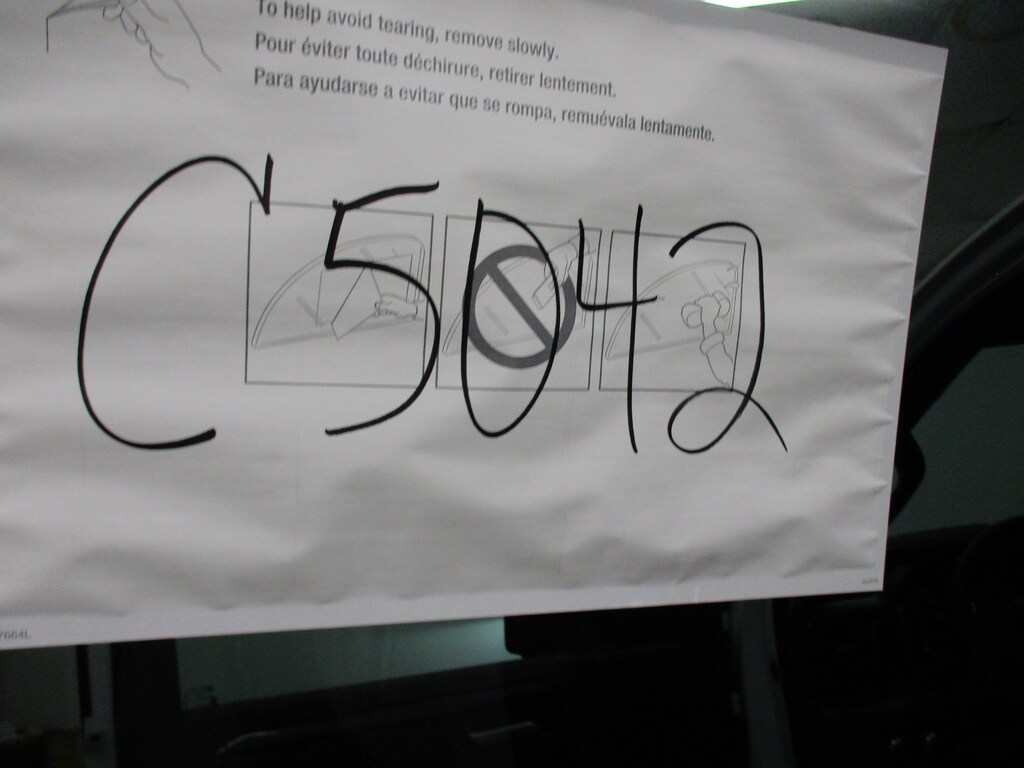 To help avoid tearing, remove slowly.
Pour éviter toute déchirure, retirer lentement.
Para ayudarse a evitar que se rompa, remuévala lentamente.
C5042
7664L